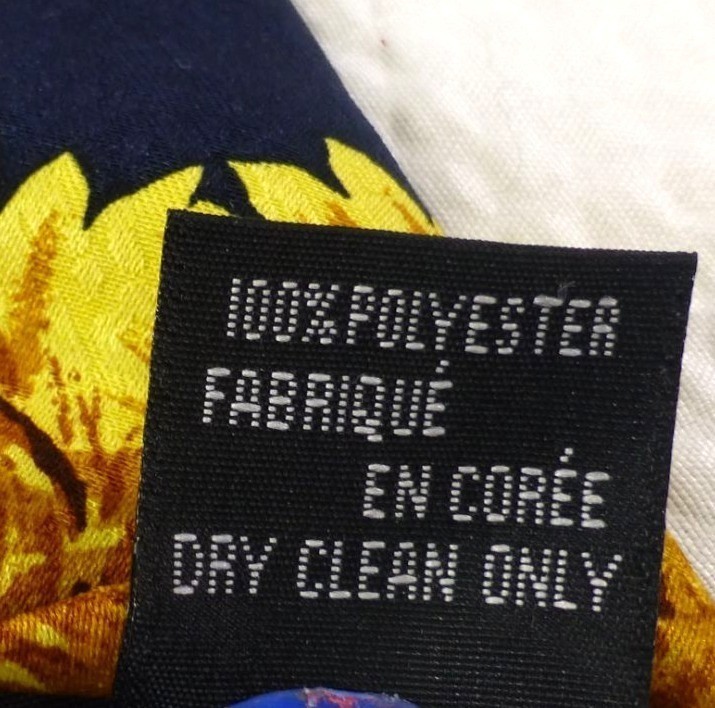 100% POLYESTER
FABRIQUÉ
EN CORÉE
DRY CLEAN ONLY